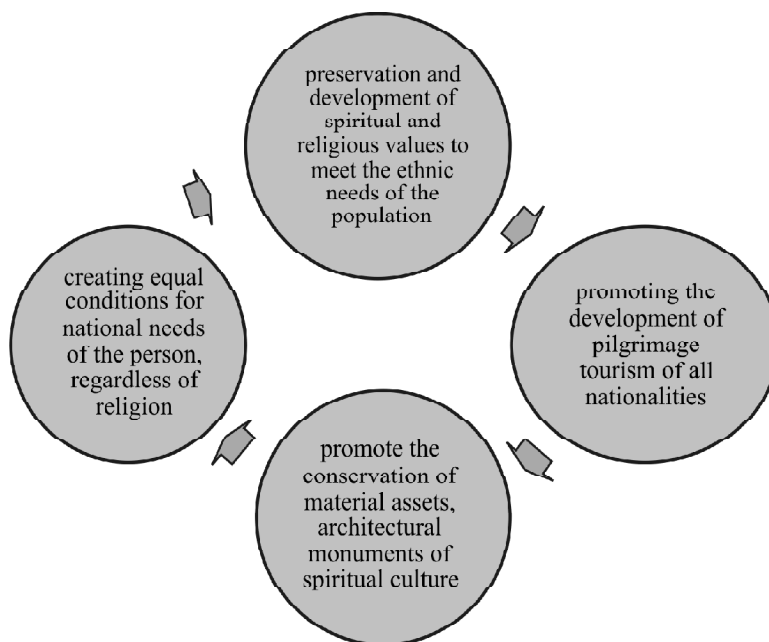 preservation and
development of
spiritual and
religious values to
meet the ethnic
needs of the
population
creating equal
conditions for
national needs
of the person,
regardless of
religion
promoting the
development of
pilgrimage
tourism of all
nationalities
promote the
conservation of
material assets,
architectural
monuments of
spiritual culture